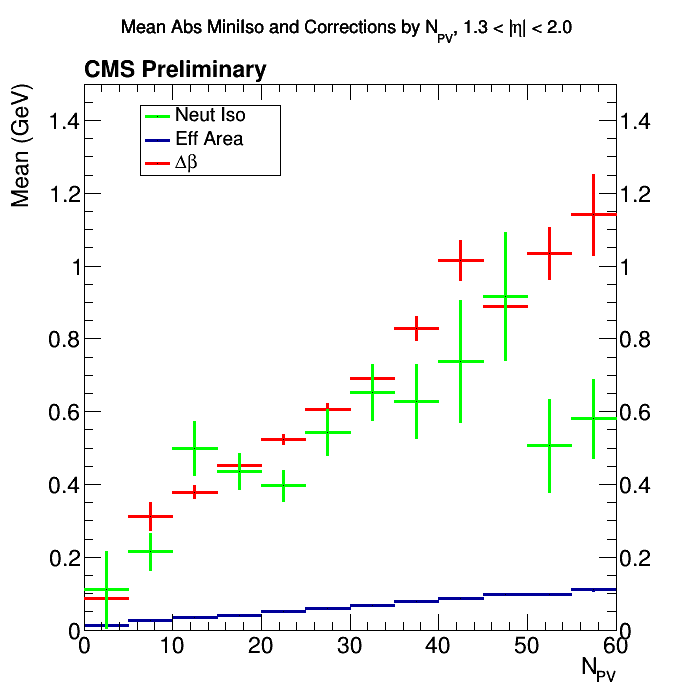 Mean Abs MiniIso and Corrections by N_PV, 1.3 < |η| < 2.0
CMS Preliminary
Mean (GeV)
Neut Iso
Eff Area
Δβ
1.4 1.4
1.2 1.2
1 1
0.8 0.8
0.6 0.6
0.4 0.4
0.2 0.2
0 0
0 10 20 30 40 50 60
N_PV